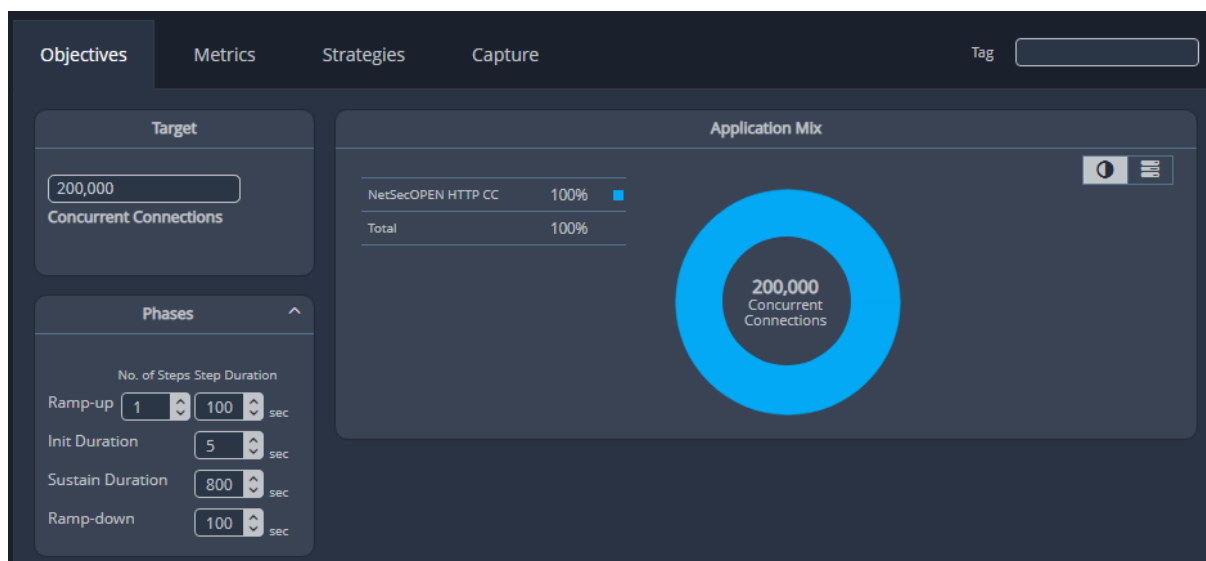 Objectives Metrics Strategies Capture Tag
Target
200,000
Concurrent Connections
Application Mix
NetSecOPEN HTTP CC 100%
Total 100%
200,000
Concurrent
Connections
Phases
No. of Steps Step Duration
Ramp-up 1 100 sec
Init Duration 5 sec
Sustain Duration 800 sec
Ramp-down 100 sec